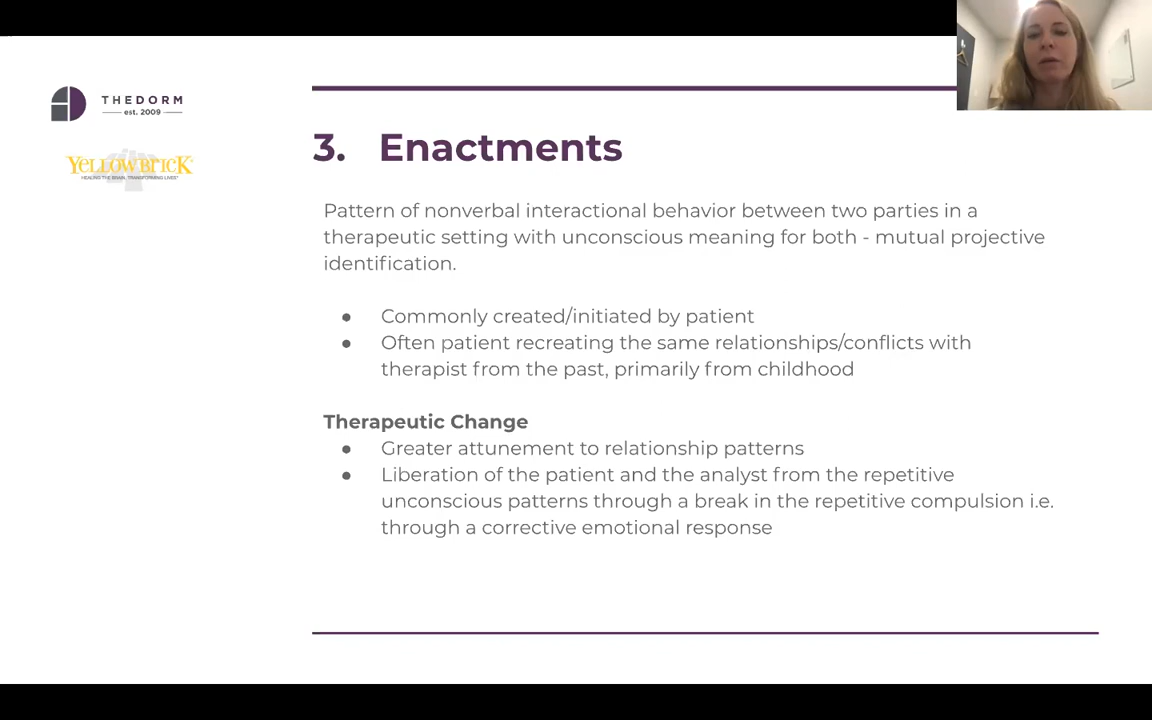 THEDORM
est. 2009
YELLOWBRICK
HEALING THE BRAIN, TRANSFORMING LIVES
3. Enactments
Pattern of nonverbal interactional behavior between two parties in a
therapeutic setting with unconscious meaning for both - mutual projective
identification.
● Commonly created/initiated by patient
● Often patient recreating the same relationships/conflicts with
therapist from the past, primarily from childhood
Therapeutic Change
● Greater attunement to relationship patterns
● Liberation of the patient and the analyst from the repetitive
unconscious patterns through a break in the repetitive compulsion i.e.
through a corrective emotional response